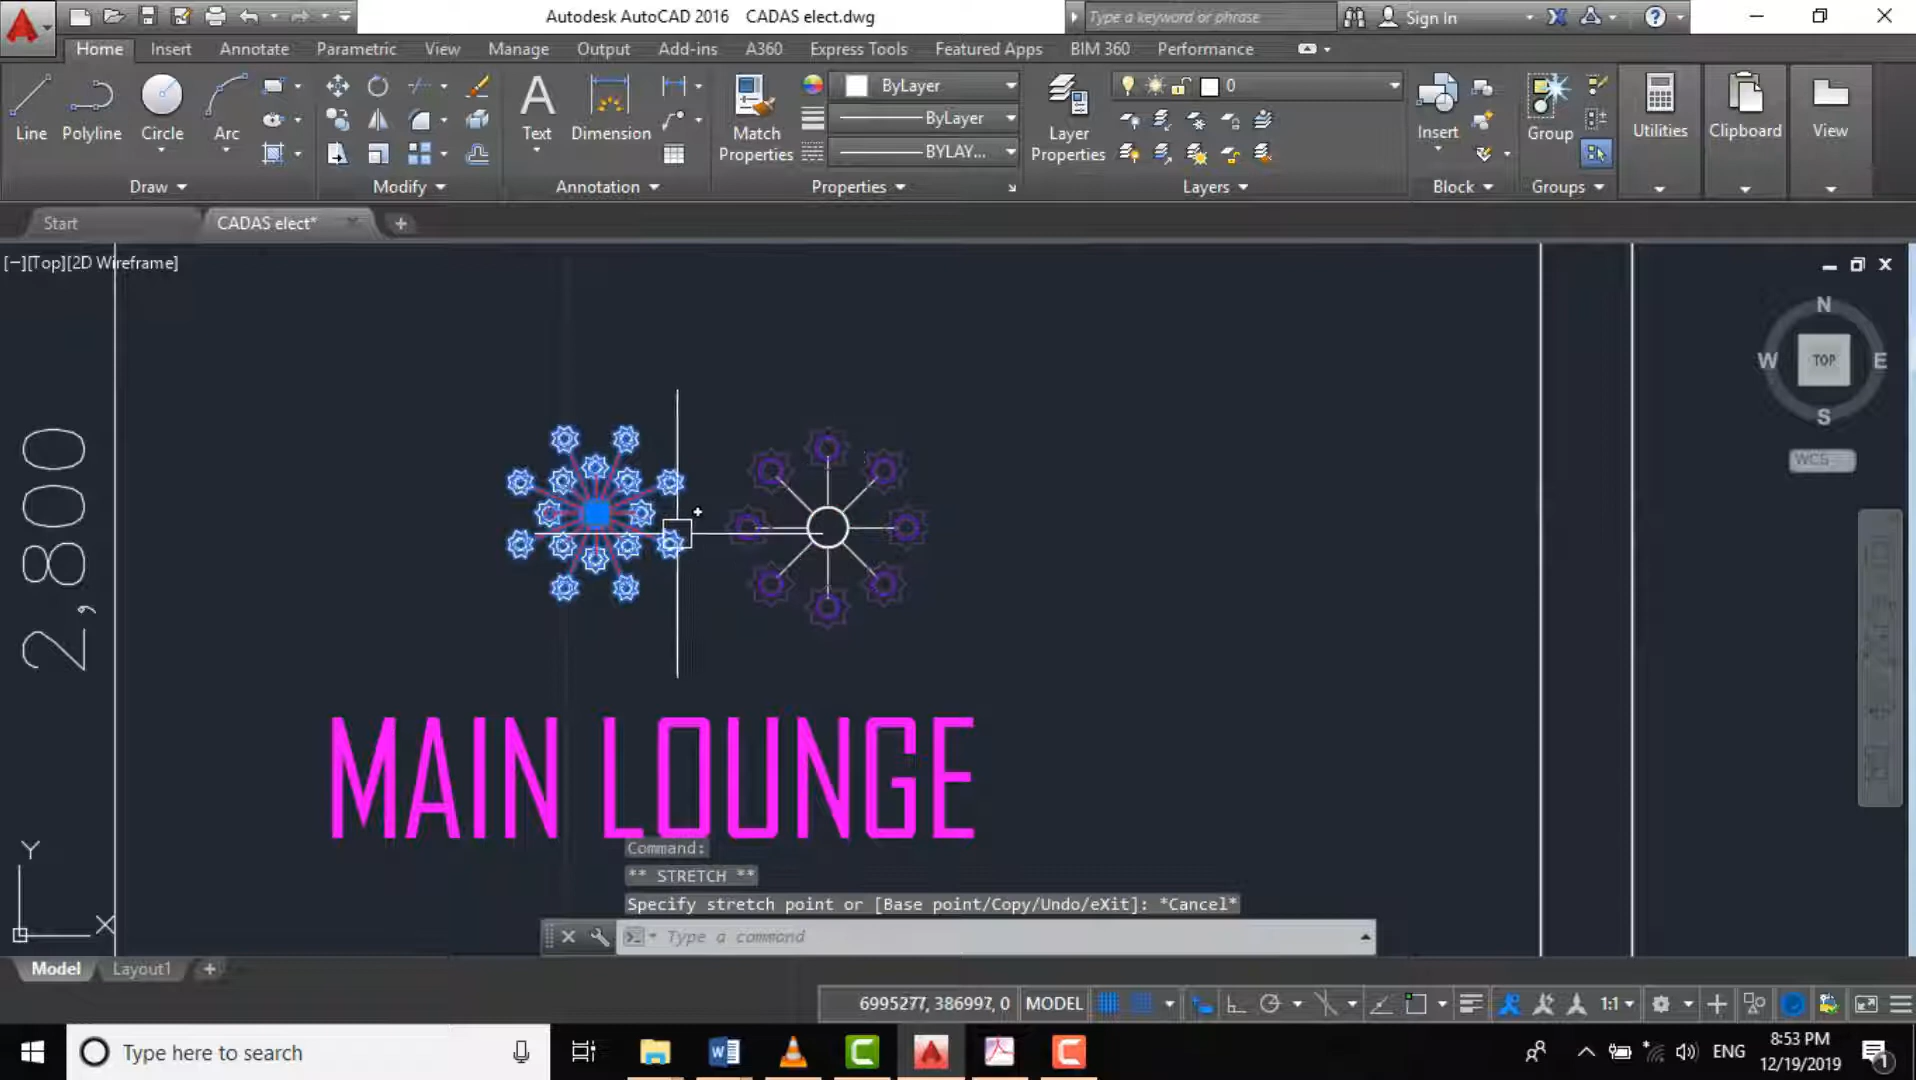 Autodesk AutoCAD 2016 CADAS elect.dwg
Type a keyword or phrase
Sign In
Home Insert Annotate Parametric View Manage Output Add-ins A360 Express Tools Featured Apps BIM 360 Performance
Line Polyline Circle Arc
Text Dimension
Match Properties
ByLayer
ByLayer
BYLAY...
Layer Properties
0
Insert
Group
Utilities
Clipboard
View
Draw Modify Annotation Properties Layers Block Groups
Start CADAS elect*
[−][Top][2D Wireframe]
N
W TOP E
S
WCS
2,800
MAIN LOUNGE
Y
X
Command:
** STRETCH **
Specify stretch point or [Base point/Copy/Undo/eXit]: *Cancel*
Type a command
Model Layout1
6995277, 386997, 0 MODEL 1:1
Type here to search
ENG
8:53 PM
12/19/2019
1